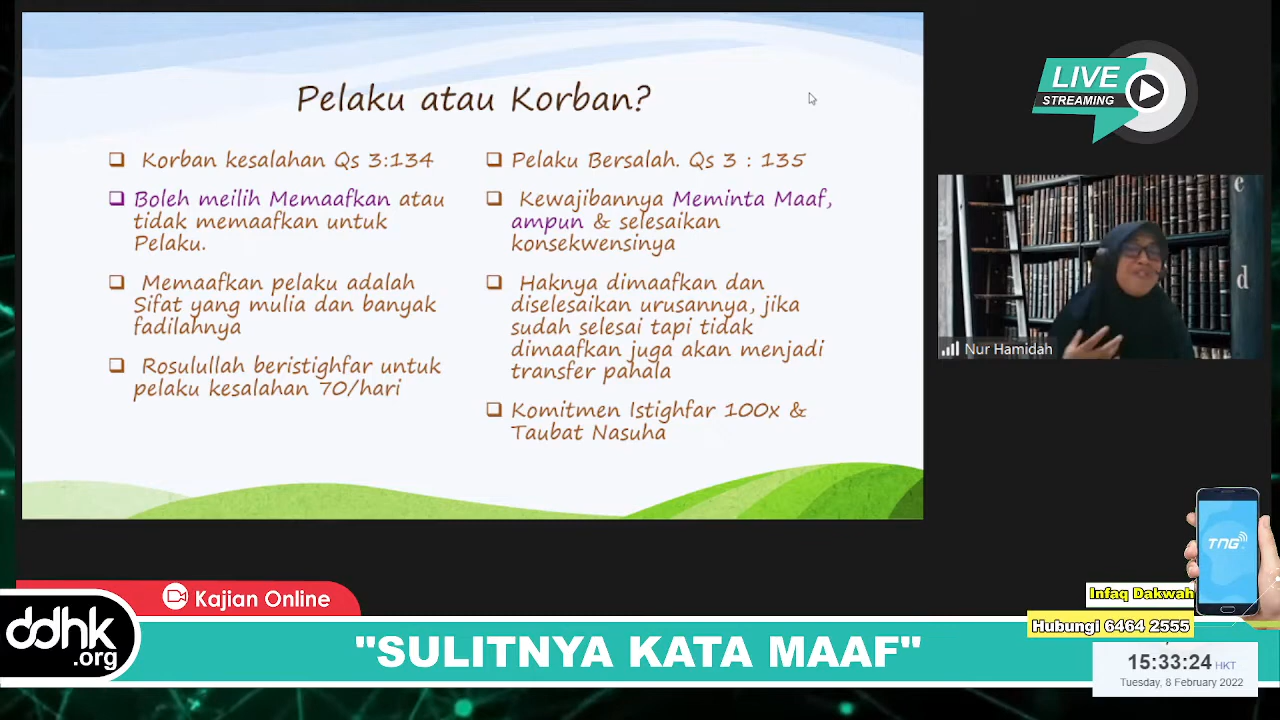 Pelaku atau Korban?
Korban kesalahan Qs 3:134
Boleh meilih Memaafkan atau
tidak memaafkan untuk
Pelaku.
Memaafkan pelaku adalah
Sifat yang mulia dan banyak
fadilahnya
Rosulullah beristighfar untuk
pelaku kesalahan 70/hari
Pelaku Bersalah. Qs 3 : 135
Kewajibannya Meminta Maaf,
ampun & selesaikan
konsekwensinya
Haknya dimaafkan dan
diselesaikan urusannya, jika
sudah selesai tapi tidak
dimaafkan juga akan menjadi
transfer pahala
Komitmen Istighfar 100x &
Taubat Nasuha
LIVE
STREAMING
e
d
Nur Hamidah
TNG
Kajian Online
ddhk
.org
"SULITNYA KATA MAAF"
Infaq Dakwah
Hubungi 6464 2555
15:33:24 HKT
Tuesday, 8 February 2022